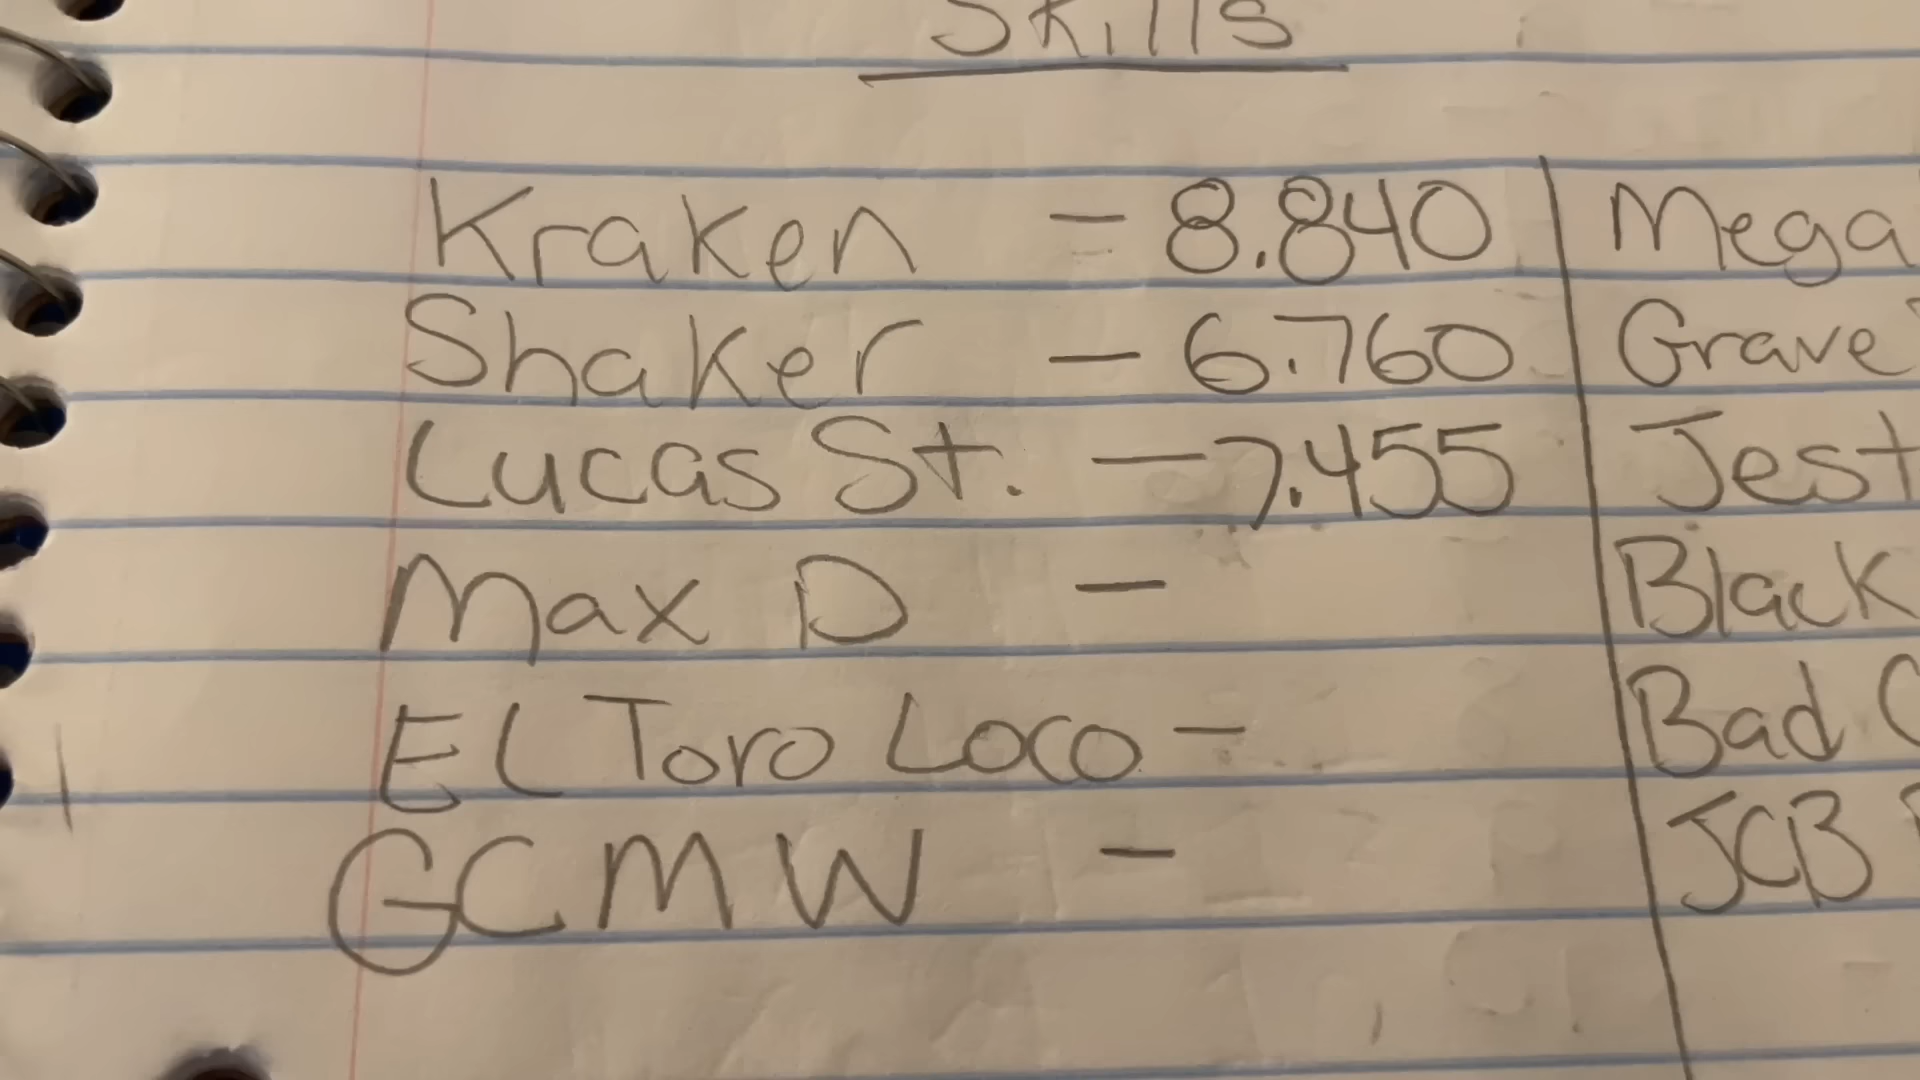 Skills
Kraken = 8.840 Mega
Shaker - 6.760 Grave
Lucas St. - 7.455 Jest
Max D - Black
EL Toro Loco - Bad
GCMW - JCB